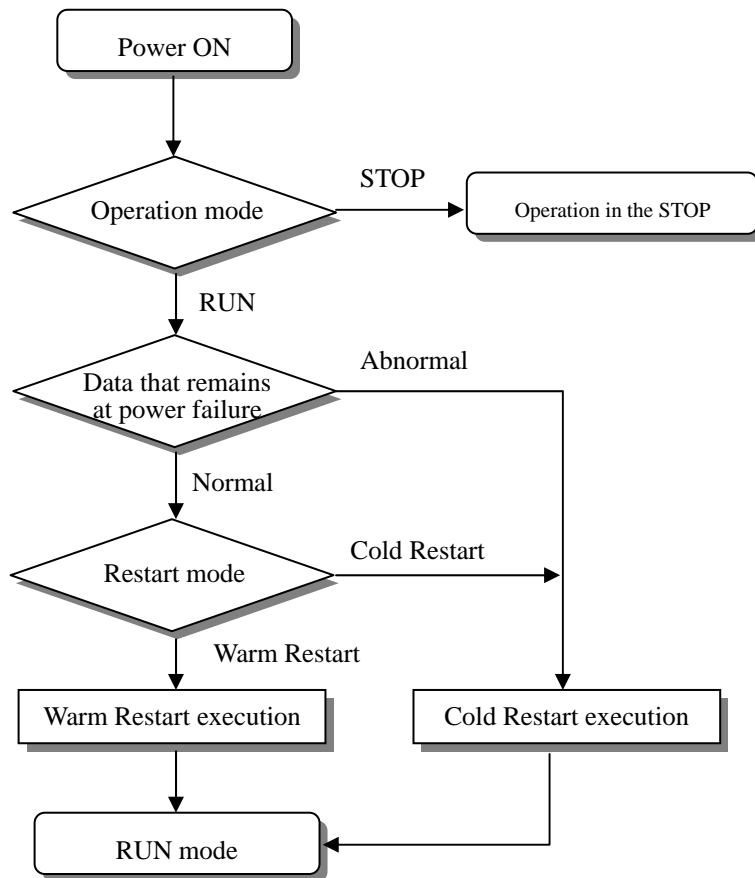 Power ON
STOP
Operation mode
Operation in the STOP
RUN
Abnormal
Data that remains
at power failure
Normal
Cold Restart
Restart mode
Warm Restart
Warm Restart execution
Cold Restart execution
RUN mode